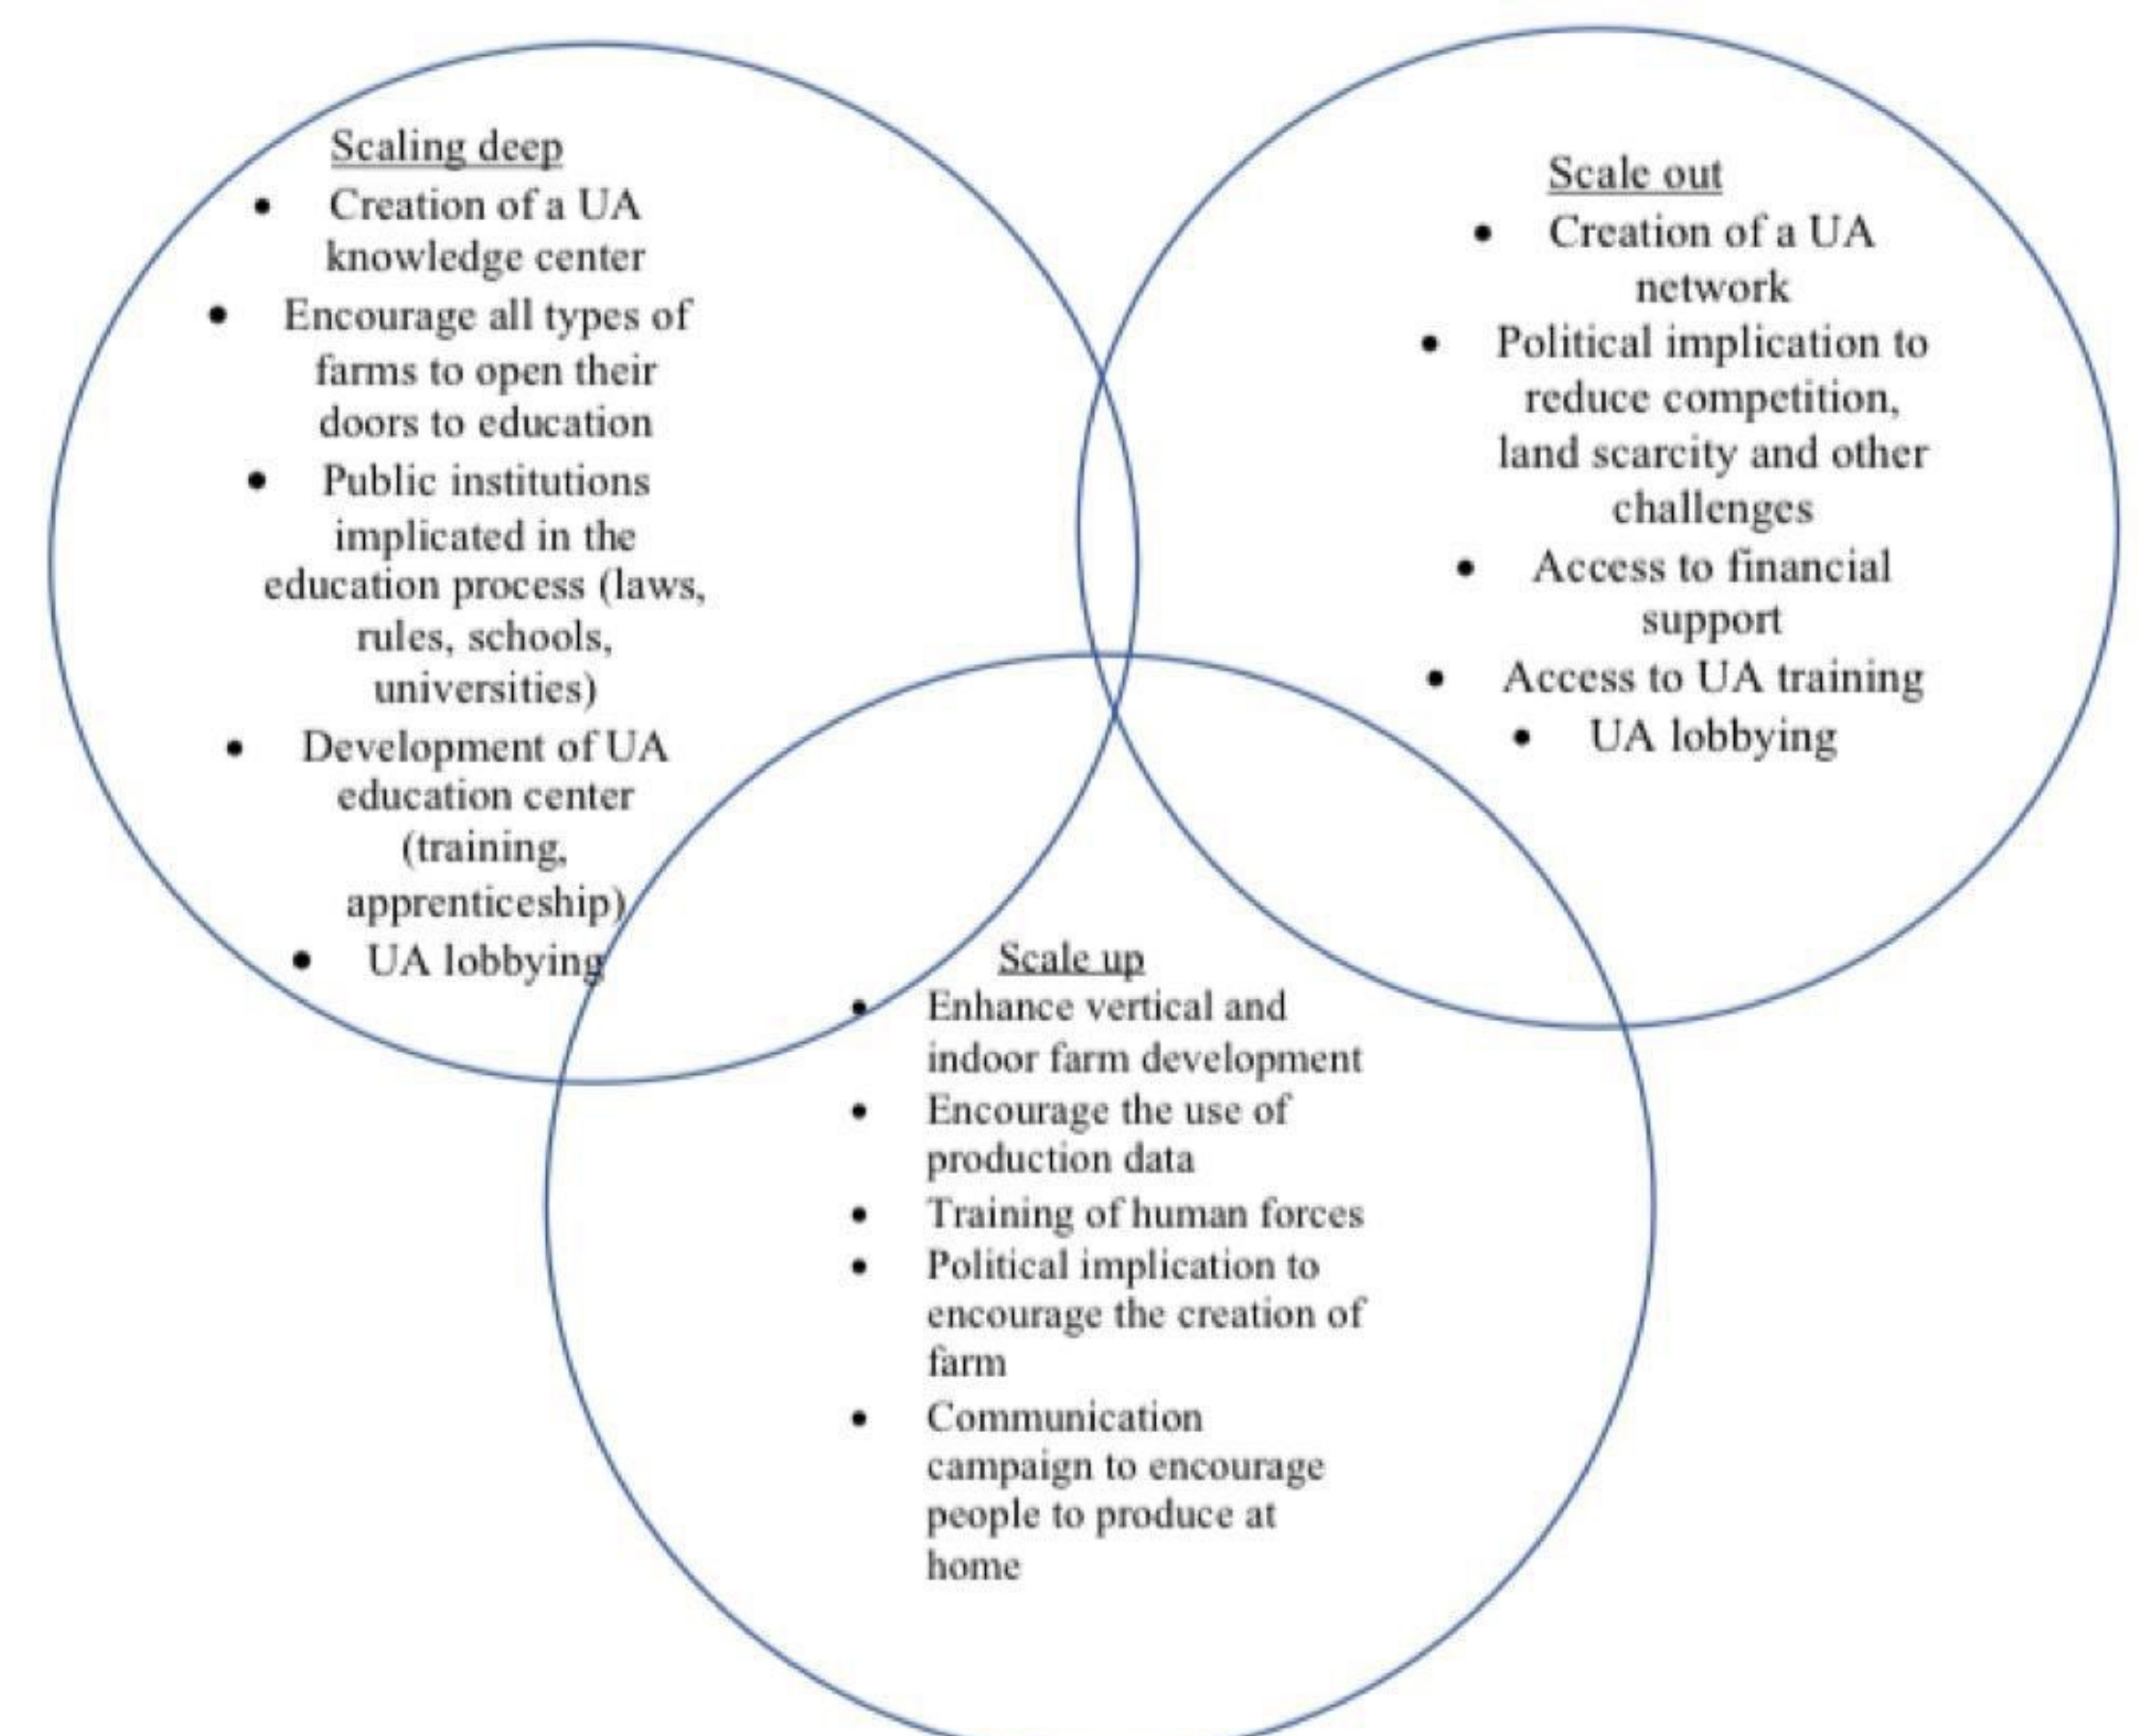 Scaling deep
• Creation of a UA
knowledge center
• Encourage all types of
farms to open their
doors to education
• Public institutions
implicated in the
education process (laws,
rules, schools,
universities)
• Development of UA
education center
(training,
apprenticeship)
• UA lobbying
Scale out
• Creation of a UA
network
• Political implication to
reduce competition,
land scarcity and other
challenges
• Access to financial
support
• Access to UA training
• UA lobbying
Scale up
• Enhance vertical and
indoor farm development
• Encourage the use of
production data
• Training of human forces
• Political implication to
encourage the creation of
farm
• Communication
campaign to encourage
people to produce at
home